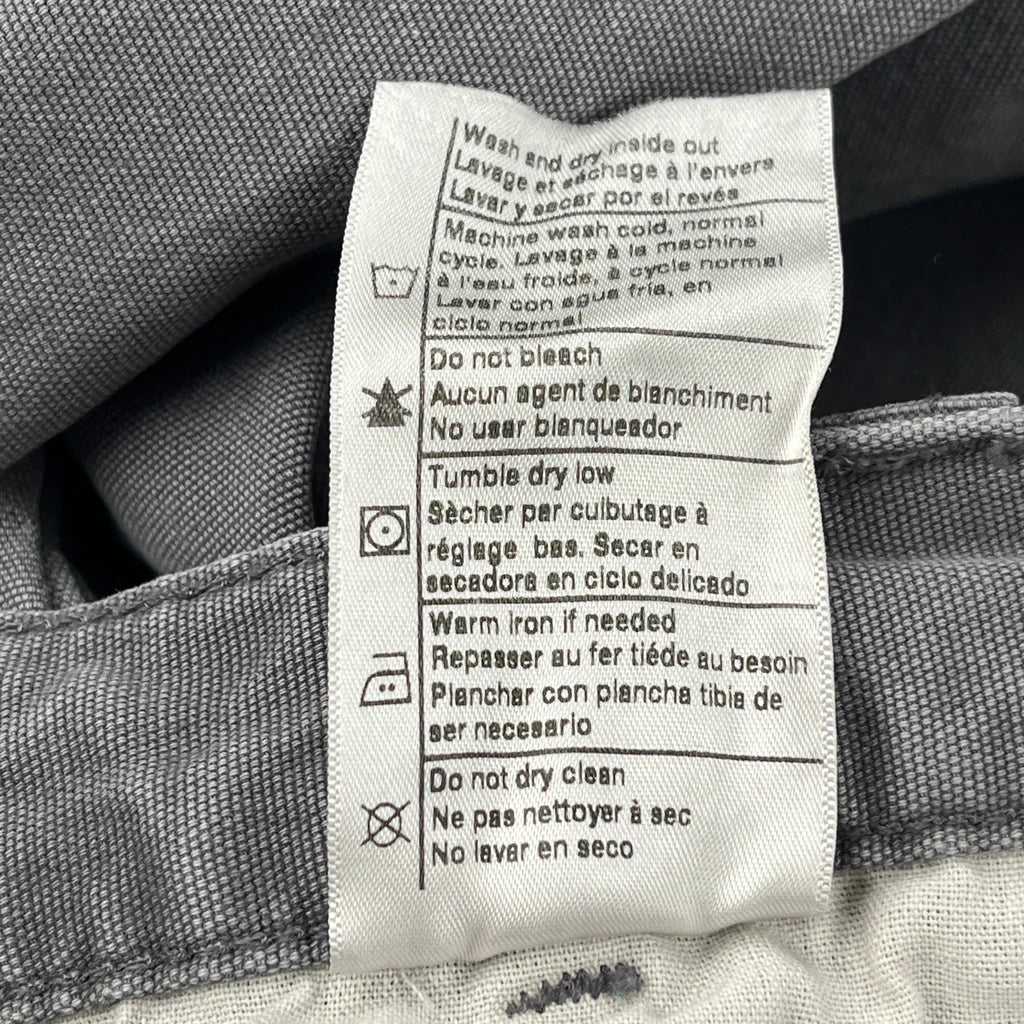 Wash and dry inside out
Lavage et séchage à l'envers
Lavar y secar por el revés
Machine wash cold, normal
cycle. Lavage à la machine
à l'eau froide, à cycle normal
Lavar con agua fria, en
ciclo normal
Do not bleach
Aucun agent de blanchiment
No usar blanqueador
Tumble dry low
Sècher par culbutage à
réglage bas. Secar en
secadora en ciclo delicado
Warm iron if needed
Repasser au fer tiéde au besoin
Planchar con plancha tibia de
ser necesario
Do not dry clean
Ne pas nettoyer à sec
No lavar en seco